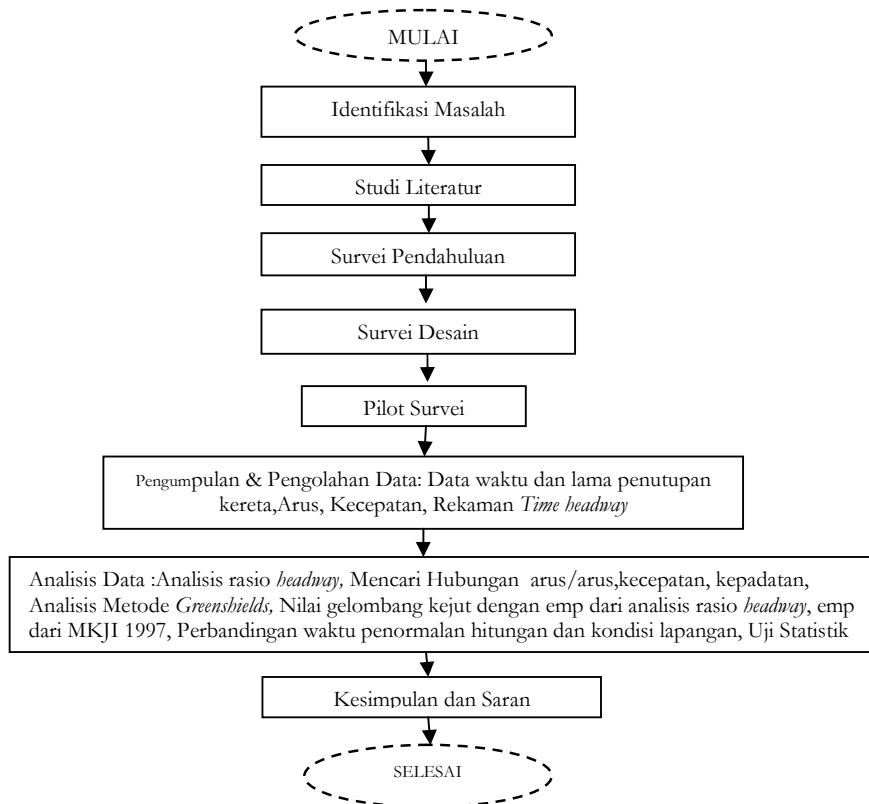 MULAI
Identifikasi Masalah
Studi Literatur
Survei Pendahuluan
Survei Desain
Pilot Survei
Pengumpulan & Pengolahan Data: Data waktu dan lama penutupan
kereta,Arus, Kecepatan, Rekaman Time headway
Analisis Data :Analisis rasio headway, Mencari Hubungan arus/arus,kecepatan, kepadatan,
Analisis Metode Greenshields, Nilai gelombang kejut dengan emp dari analisis rasio headway, emp
dari MKJI 1997, Perbandingan waktu penormalan hitungan dan kondisi lapangan, Uji Statistik
Kesimpulan dan Saran
SELESAI